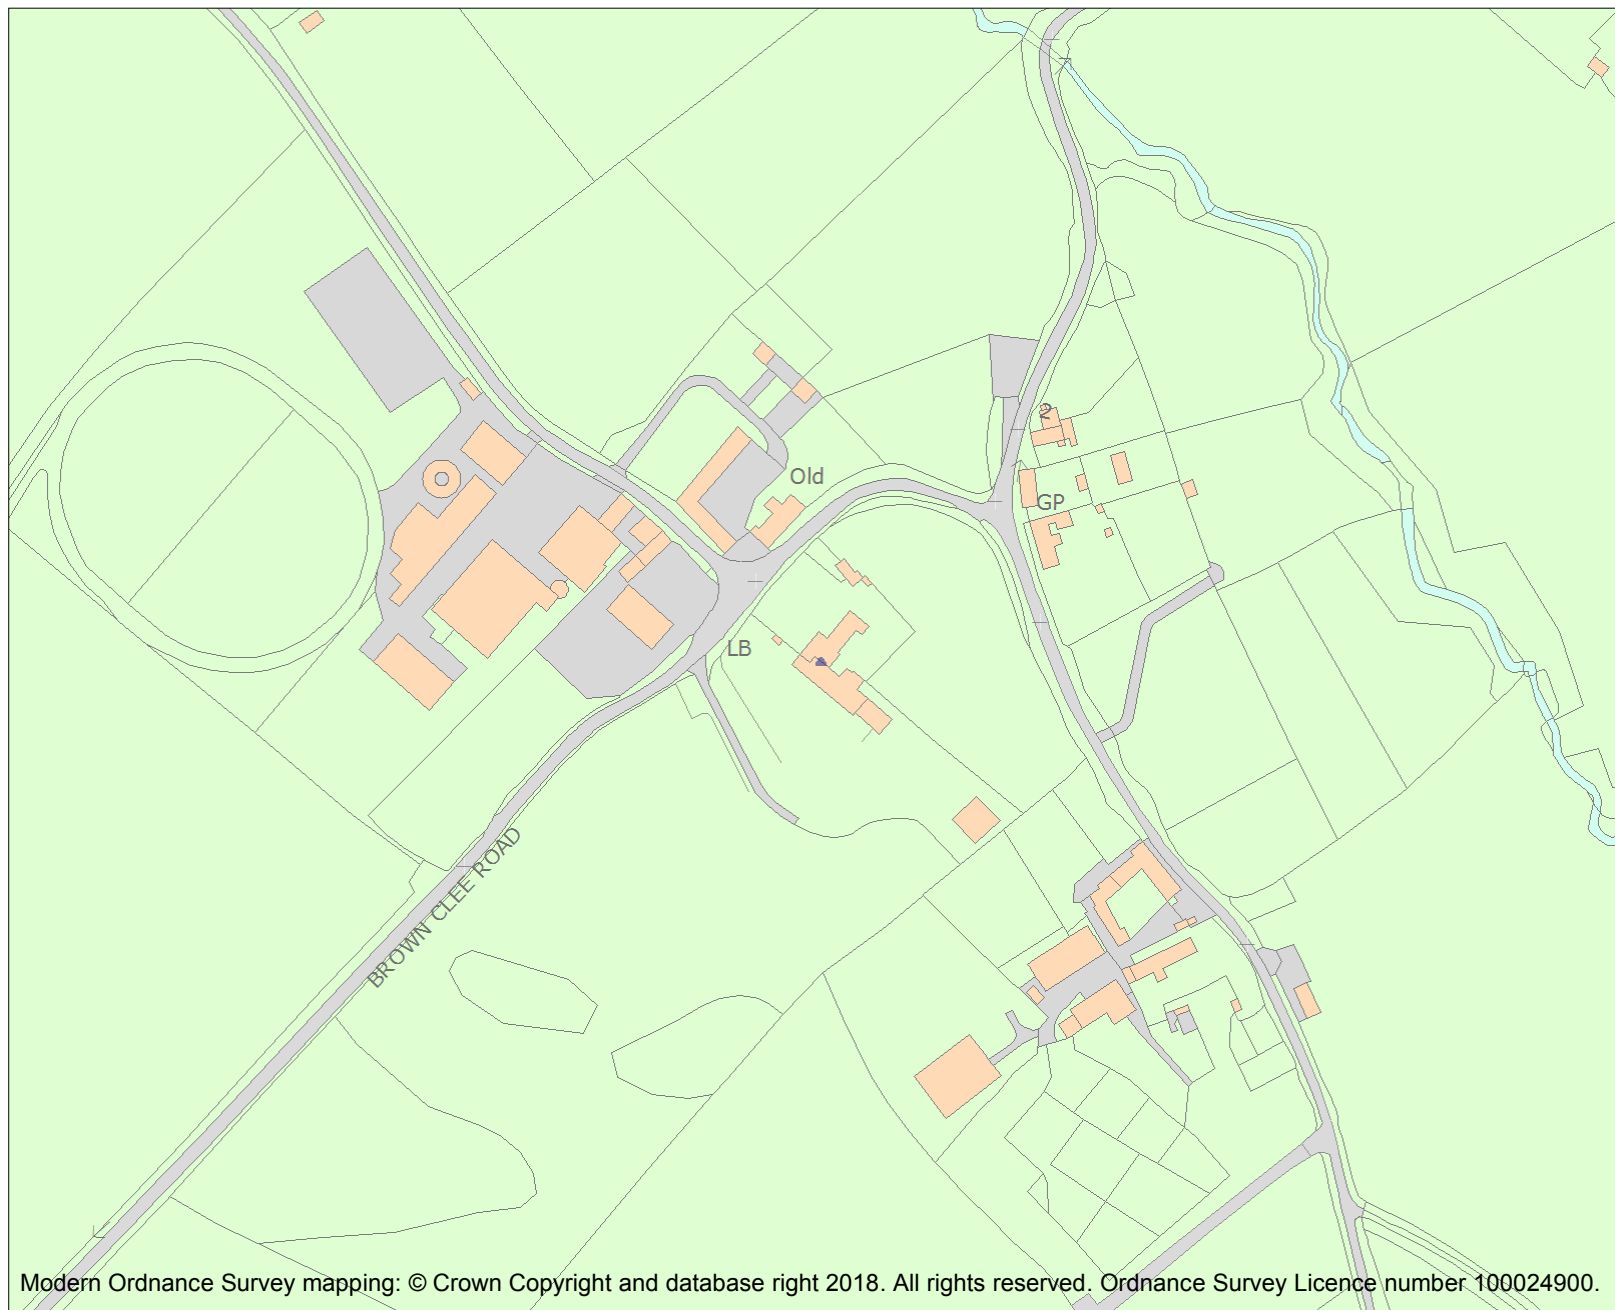 2
Old
GP
LB
BROWN CLEE ROAD
Modern Ordnance Survey mapping: © Crown Copyright and database right 2018. All rights reserved. Ordnance Survey Licence number 100024900.